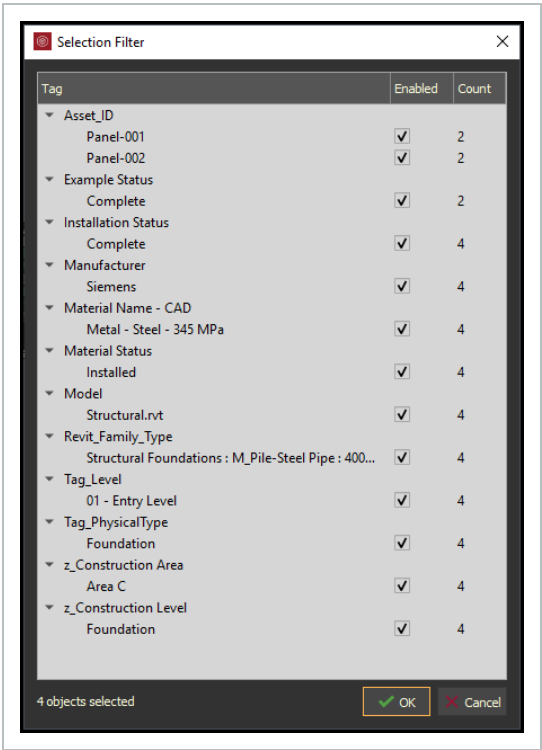 Selection Filter
Tag Enabled Count
Asset_ID
Panel-001 2
Panel-002 2
Example Status
Complete 2
Installation Status
Complete 4
Manufacturer
Siemens 4
Material Name - CAD
Metal - Steel - 345 MPa 4
Material Status
Installed 4
Model
Structural.rvt 4
Revit_Family_Type
Structural Foundations : M_Pile-Steel Pipe : 400... 4
Tag_Level
01 - Entry Level 4
Tag_PhysicalType
Foundation 4
z_Construction Area
Area C 4
z_Construction Level
Foundation 4
4 objects selected OK Cancel